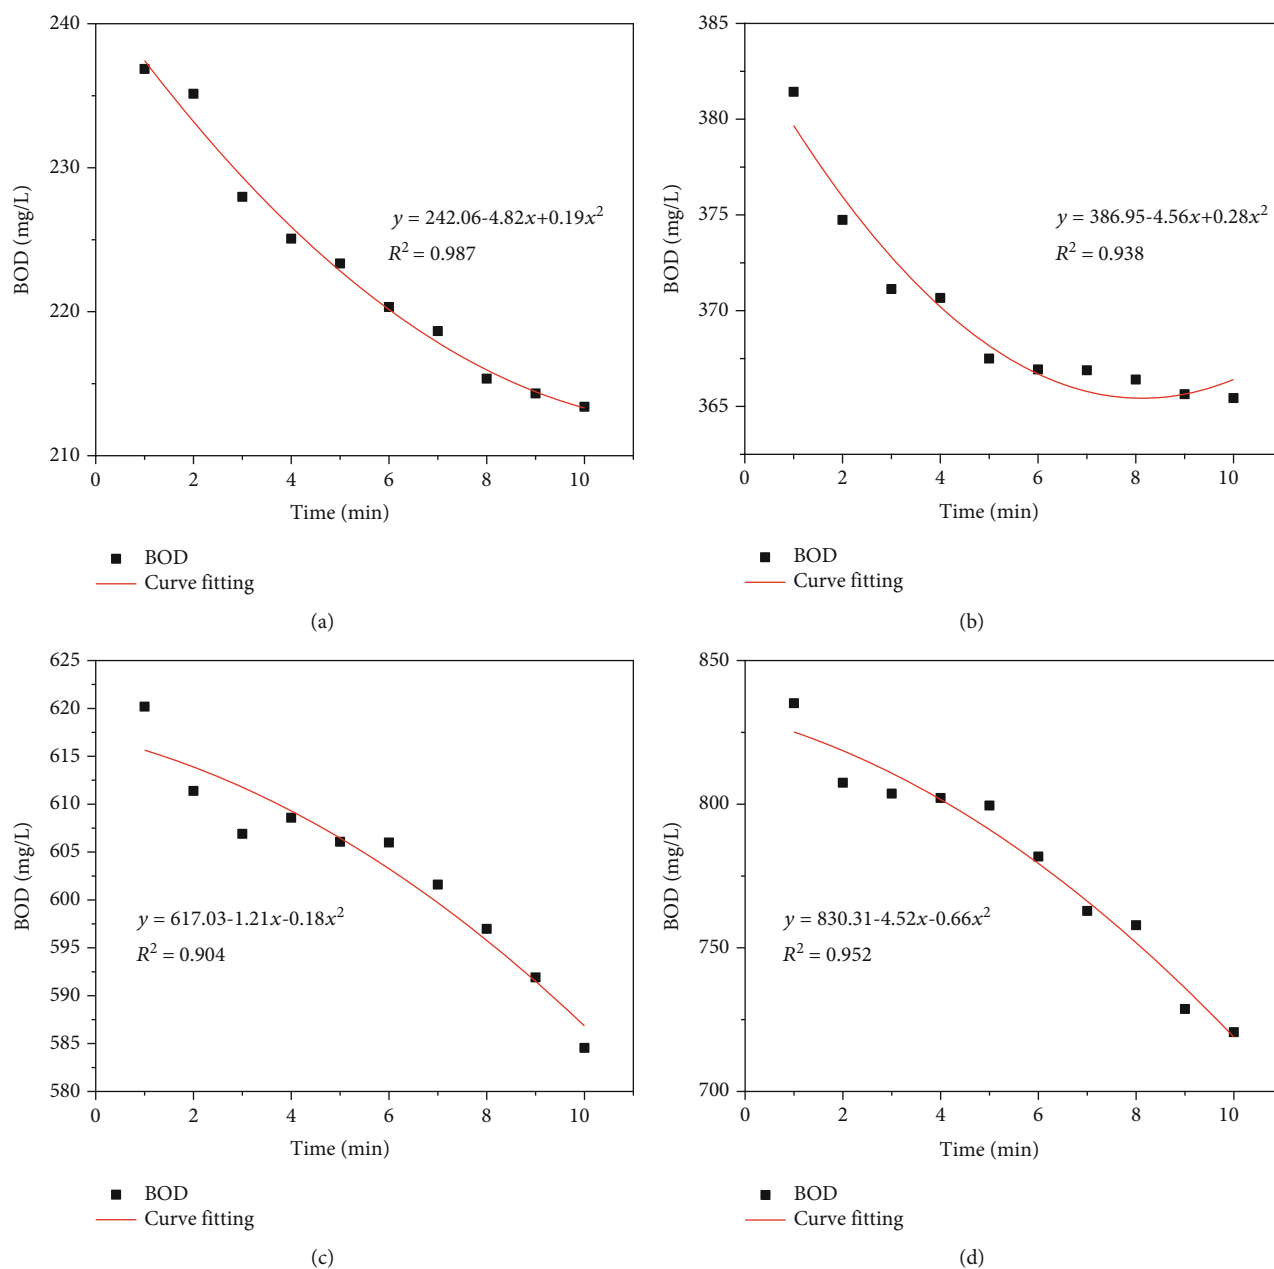 240
230
220
210
BOD (mg/L)
y = 242.06-4.82x+0.19x²
R² = 0.987
0 2 4 6 8 10
Time (min)
BOD
Curve fitting
(a)
385
380
375
370
365
BOD (mg/L)
y = 386.95-4.56x+0.28x²
R² = 0.938
0 2 4 6 8 10
Time (min)
BOD
Curve fitting
(b)
625
620
615
610
605
600
595
590
585
580
BOD (mg/L)
y = 617.03-1.21x-0.18x²
R² = 0.904
0 2 4 6 8 10
Time (min)
BOD
Curve fitting
(c)
850
800
750
700
BOD (mg/L)
y = 830.31-4.52x-0.66x²
R² = 0.952
0 2 4 6 8 10
Time (min)
BOD
Curve fitting
(d)